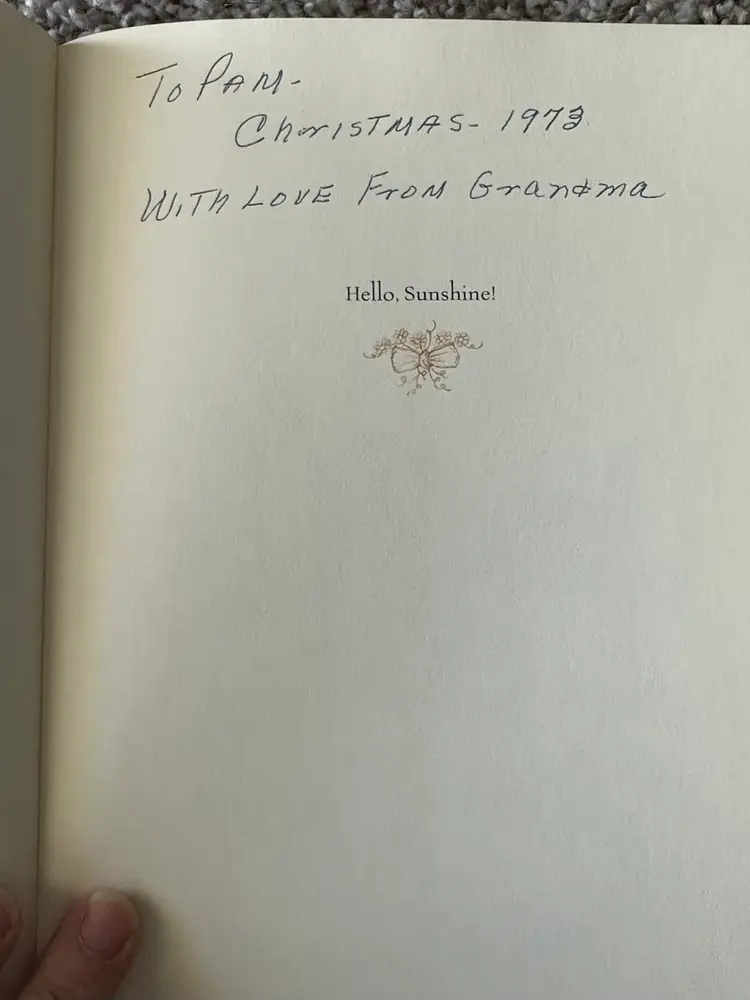 To PAM-
ChrISTMAS- 1973
WITh LOVE FroM Grandma
Hello, Sunshine!